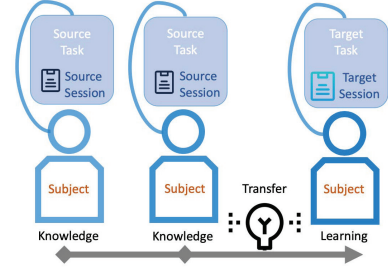 Source
Task
Source
Session
Source
Task
Source
Session
Target
Task
Target
Session
Subject
Subject
Transfer
Subject
Knowledge
Knowledge
Learning